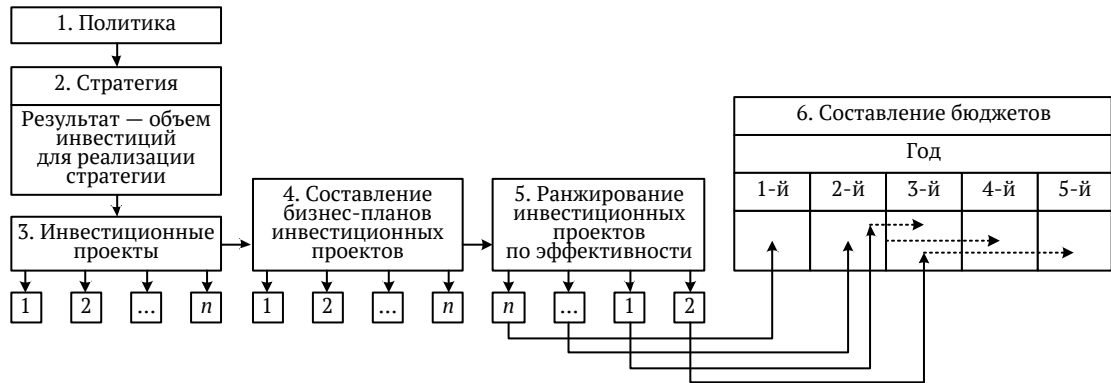 1. Политика
2. Стратегия
Результат — объем
инвестиций
для реализации
стратегии
3. Инвестиционные
проекты
1 2 ... n
4. Составление
бизнес-планов
инвестиционных
проектов
1 2 ... n
5. Ранжирование
инвестиционных
проектов
по эффективности
n ... 1 2
6. Составление бюджетов
Год
1-й 2-й 3-й 4-й 5-й